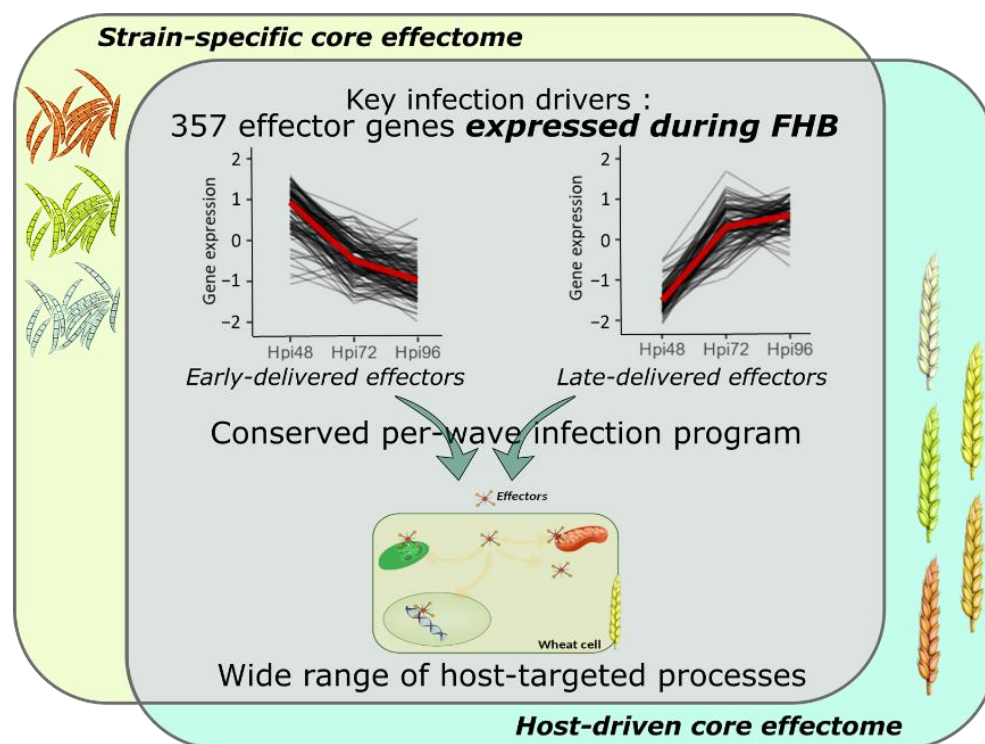 Strain-specific core effectome
Key infection drivers :
357 effector genes expressed during FHB
Gene expression
2
1
0
−1
−2
Hpi48 Hpi72 Hpi96
Early-delivered effectors
Gene expression
2
1
0
−1
−2
Hpi48 Hpi72 Hpi96
Late-delivered effectors
Conserved per-wave infection program
Effectors
Wheat cell
Wide range of host-targeted processes
Host-driven core effectome